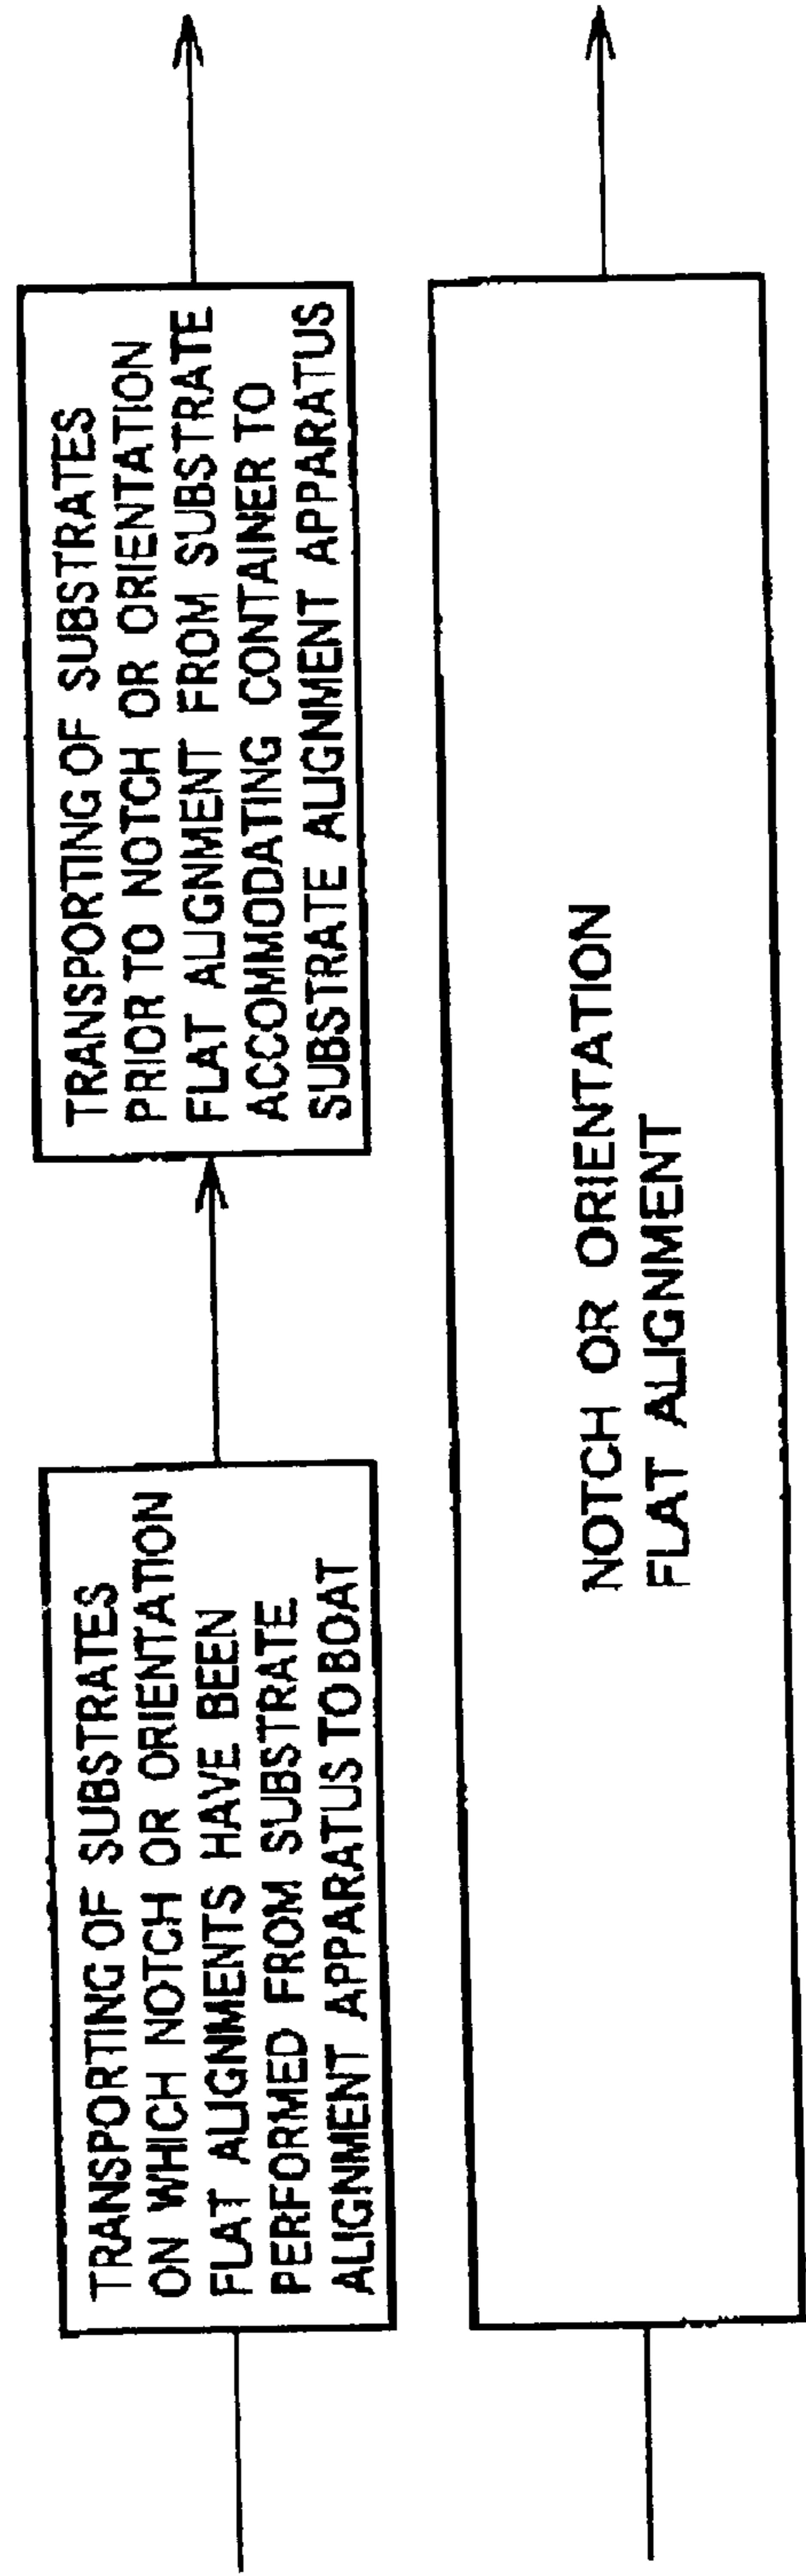 TRANSPORTING OF SUBSTRATES
ON WHICH NOTCH OR ORIENTATION
FLAT ALIGNMENTS HAVE BEEN
PERFORMED FROM SUBSTRATE
ALIGNMENT APPARATUS TO BOAT
TRANSPORTING OF SUBSTRATES
PRIOR TO NOTCH OR ORIENTATION
FLAT ALIGNMENT FROM SUBSTRATE
ACCOMMODATING CONTAINER TO
SUBSTRATE ALIGNMENT APPARATUS
NOTCH OR ORIENTATION
FLAT ALIGNMENT